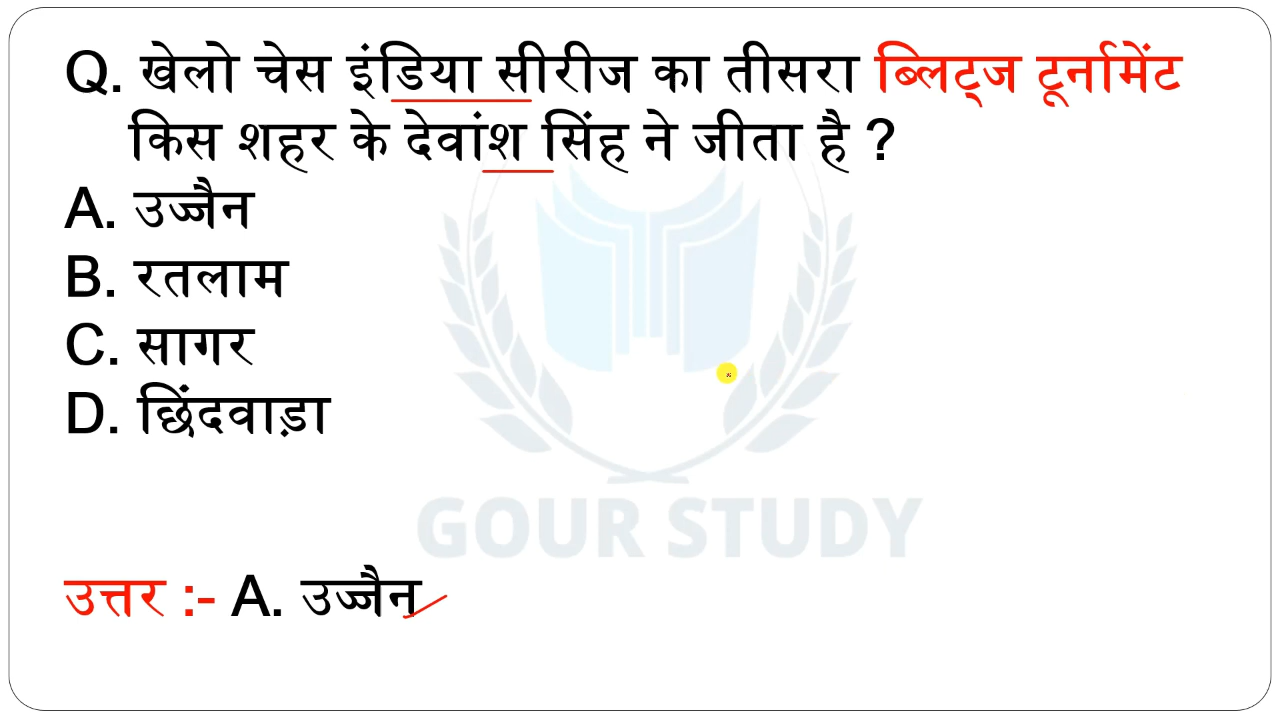 Q. खेलो चेस इंडिया सीरीज का तीसरा ब्लिट्ज टूर्नामेंट
किस शहर के देवांश सिंह ने जीता है ?
A. उज्जैन
B. रतलाम
C. सागर
D. छिंदवाड़ा
GOUR STUDY
उत्तर :- A. उज्जैन